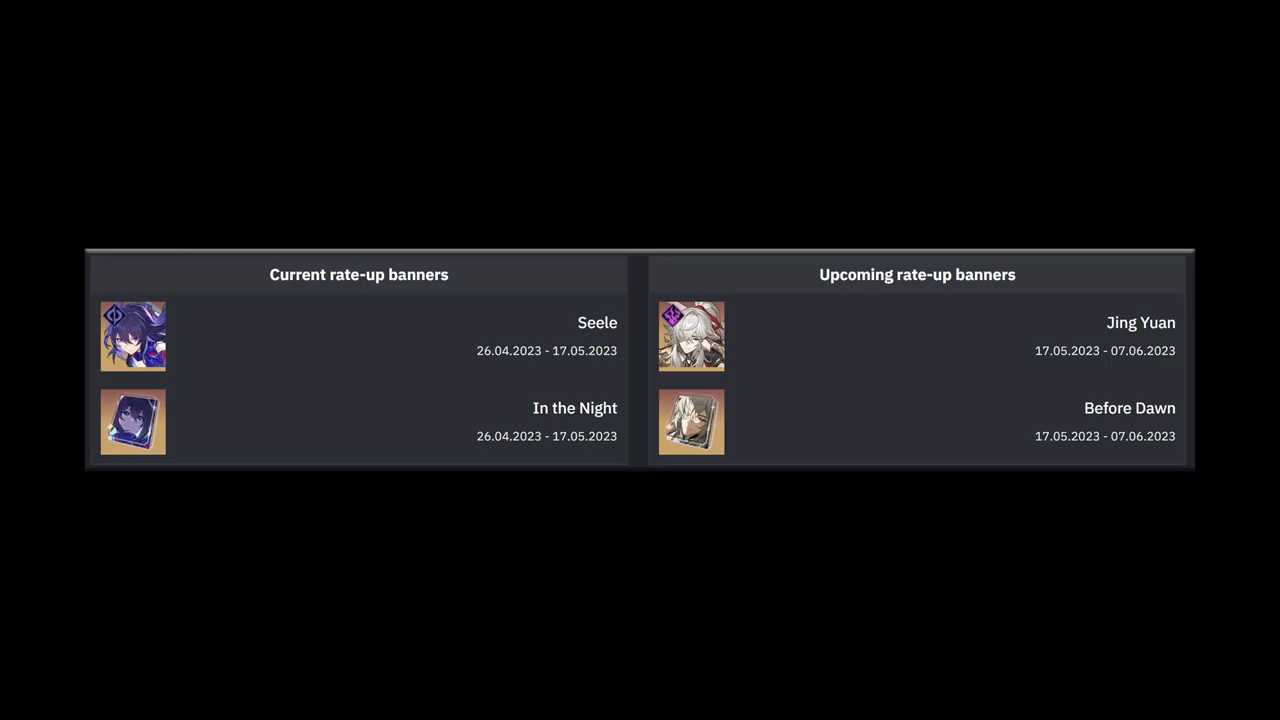 Current rate-up banners
Seele
26.04.2023 - 17.05.2023
In the Night
26.04.2023 - 17.05.2023
Upcoming rate-up banners
Jing Yuan
17.05.2023 - 07.06.2023
Before Dawn
17.05.2023 - 07.06.2023